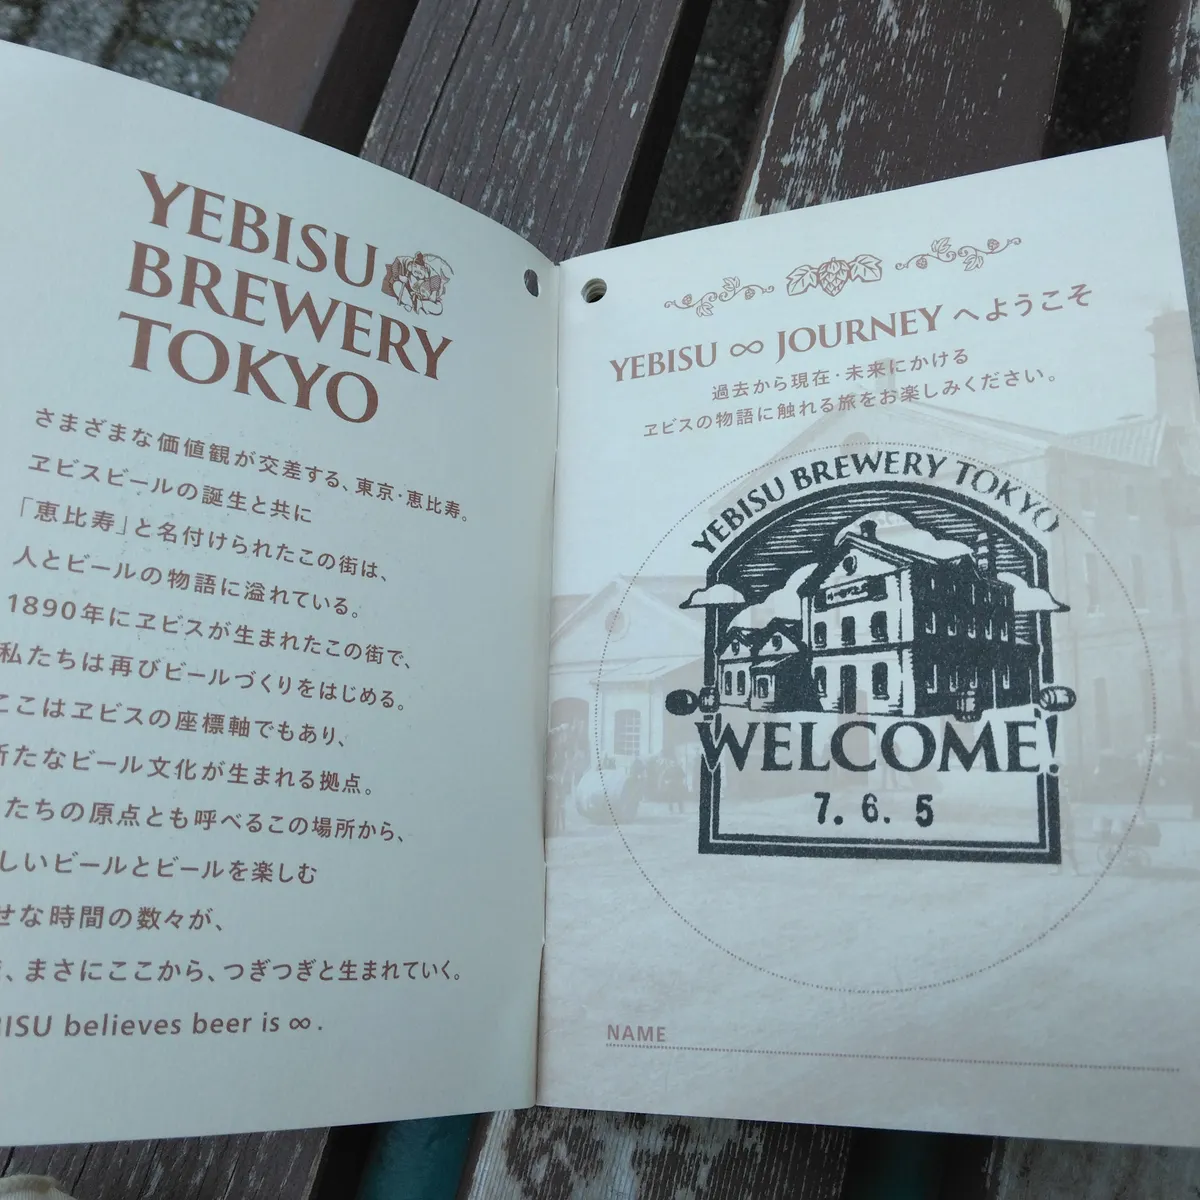 YEBISU
BREWERY
TOKYO
さまざまな価値観が交差する、東京・恵比寿。
ヱビスビールの誕生と共に
「恵比寿」と名付けられたこの街は、
人とビールの物語に溢れている。
1890年にヱビスが生まれたこの街で、
私たちは再びビールづくりをはじめる。
ここはヱビスの座標軸でもあり、
新たなビール文化が生まれる拠点。
たちの原点とも呼べるこの場所から、
しいビールとビールを楽しむ
せな時間の数々が、
、まさにここから、つぎつぎと生まれていく。
BISU believes beer is ∞.
YEBISU ∞ JOURNEY へようこそ
過去から現在・未来にかける
ヱビスの物語に触れる旅をお楽しみください。
YEBISU BREWERY TOKYO
WELCOME!
7. 6. 5
NAME